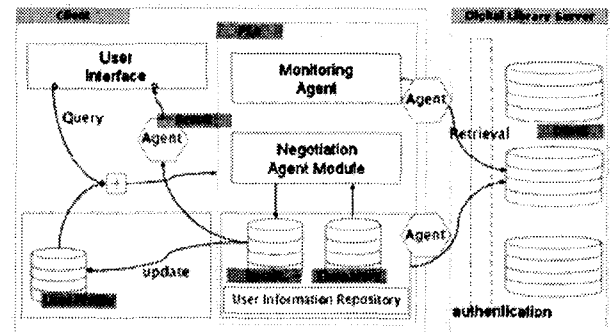 Client
Digital Library Server
User
Interface
Monitoring
Agent
Agent
Query
Agent
Retrieval
Negotiation
Agent Module
Agent
update
User Information Repository
authentication